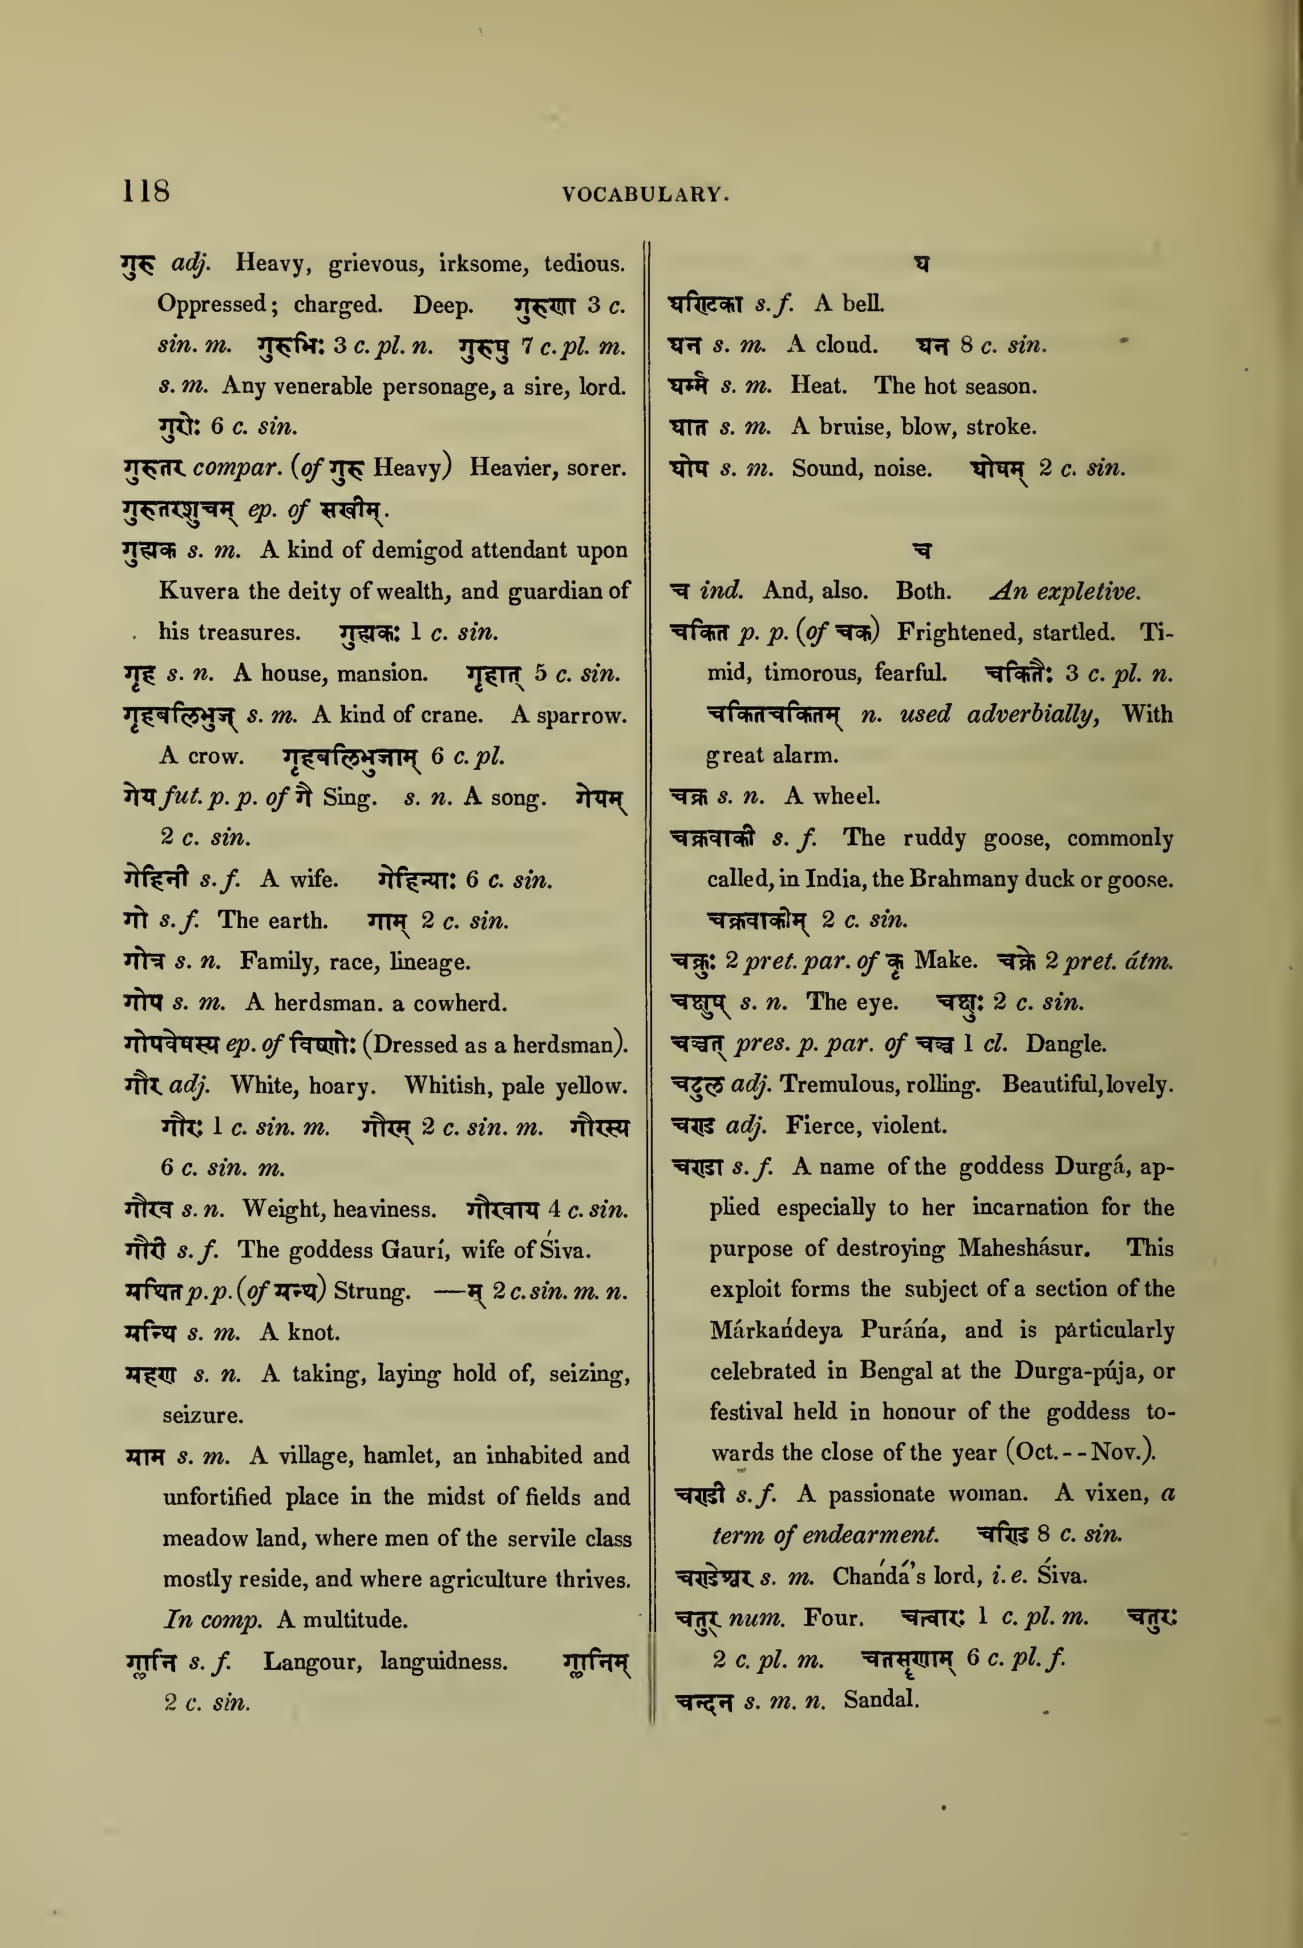 118
VOCABULARY.
गुरु adj. Heavy, grievous, irksome, tedious.
Oppressed; charged. Deep. गुरुणा 3 c.
sin. m. गुरुभिः 3 c. pl. n. गुरुषु 7 c. pl. m.
s. m. Any venerable personage, a sire, lord.
गुरोः 6 c. sin.
गुरुतर compar. (of गुरु Heavy) Heavier, sorer.
गुरुतरशुचम् ep. of सखीम्.
गुह्यक s. m. A kind of demigod attendant upon
Kuvera the deity of wealth, and guardian of
his treasures. गुह्यकः 1 c. sin.
गृह s. n. A house, mansion. गृहात् 5 c. sin.
गृहबलिभुज् s. m. A kind of crane. A sparrow.
A crow. गृहबलिभुजाम् 6 c. pl.
गेय fut. p. p. of गै Sing. s. n. A song. गेयम्
2 c. sin.
गेहिनी s. f. A wife. गेहिन्याः 6 c. sin.
गो s. f. The earth. गाम् 2 c. sin.
गोत्र s. n. Family, race, lineage.
गोप s. m. A herdsman. a cowherd.
गोपवेषस्य ep. of विष्णोः (Dressed as a herdsman).
गौर adj. White, hoary. Whitish, pale yellow.
गौरः 1 c. sin. m. गौरम् 2 c. sin. m. गौरस्य
6 c. sin. m.
गौरव s. n. Weight, heaviness. गौरवाय 4 c. sin.
गौरी s. f. The goddess Gaurí, wife of Śiva.
ग्रथित p. p. (of ग्रन्थ) Strung. —म् 2 c. sin. m. n.
ग्रन्थि s. m. A knot.
ग्रहण s. n. A taking, laying hold of, seizing,
seizure.
ग्राम s. m. A village, hamlet, an inhabited and
unfortified place in the midst of fields and
meadow land, where men of the servile class
mostly reside, and where agriculture thrives.
In comp. A multitude.
ग्लानि s. f. Langour, languidness. ग्लानिम्
2 c. sin.
घ
घण्टिका s. f. A bell.
घन s. m. A cloud. घन 8 c. sin.
घर्म्म s. m. Heat. The hot season.
घात s. m. A bruise, blow, stroke.
घोष s. m. Sound, noise. घोषम् 2 c. sin.
च
च ind. And, also. Both. An expletive.
चकित p. p. (of चक) Frightened, startled. Ti-
mid, timorous, fearful. चकितैः 3 c. pl. n.
चकितचकितम् n. used adverbially, With
great alarm.
चक्र s. n. A wheel.
चक्रवाकी s. f. The ruddy goose, commonly
called, in India, the Brahmany duck or goose.
चक्रवाकीम् 2 c. sin.
चक्रुः 2 pret. par. of कृ Make. चक्रे 2 pret. átm.
चक्षुष् s. n. The eye. चक्षुः 2 c. sin.
चञ्चत् pres. p. par. of चञ्च 1 cl. Dangle.
चटुल adj. Tremulous, rolling. Beautiful, lovely.
चण्ड adj. Fierce, violent.
चण्डा s. f. A name of the goddess Durgá, ap-
plied especially to her incarnation for the
purpose of destroying Maheshásur. This
exploit forms the subject of a section of the
Márkańdeya Puráńa, and is particularly
celebrated in Bengal at the Durga-púja, or
festival held in honour of the goddess to-
wards the close of the year (Oct.--Nov.).
चण्डी s. f. A passionate woman. A vixen, a
term of endearment. चण्डि 8 c. sin.
चण्डेश्वर s. m. Chańdá's lord, i. e. Śiva.
चतुर् num. Four. चत्वारः 1 c. pl. m. चतुरः
2 c. pl. m. चतसृणाम् 6 c. pl. f.
चन्दन s. m. n. Sandal.